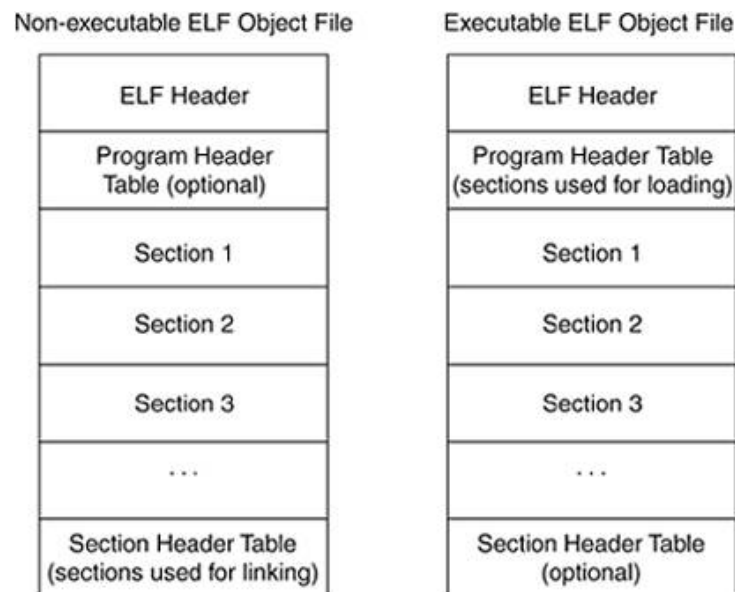 Non-executable ELF Object File
ELF Header
Program Header
Table (optional)
Section 1
Section 2
Section 3
...
Section Header Table
(sections used for linking)
Executable ELF Object File
ELF Header
Program Header Table
(sections used for loading)
Section 1
Section 2
Section 3
...
Section Header Table
(optional)